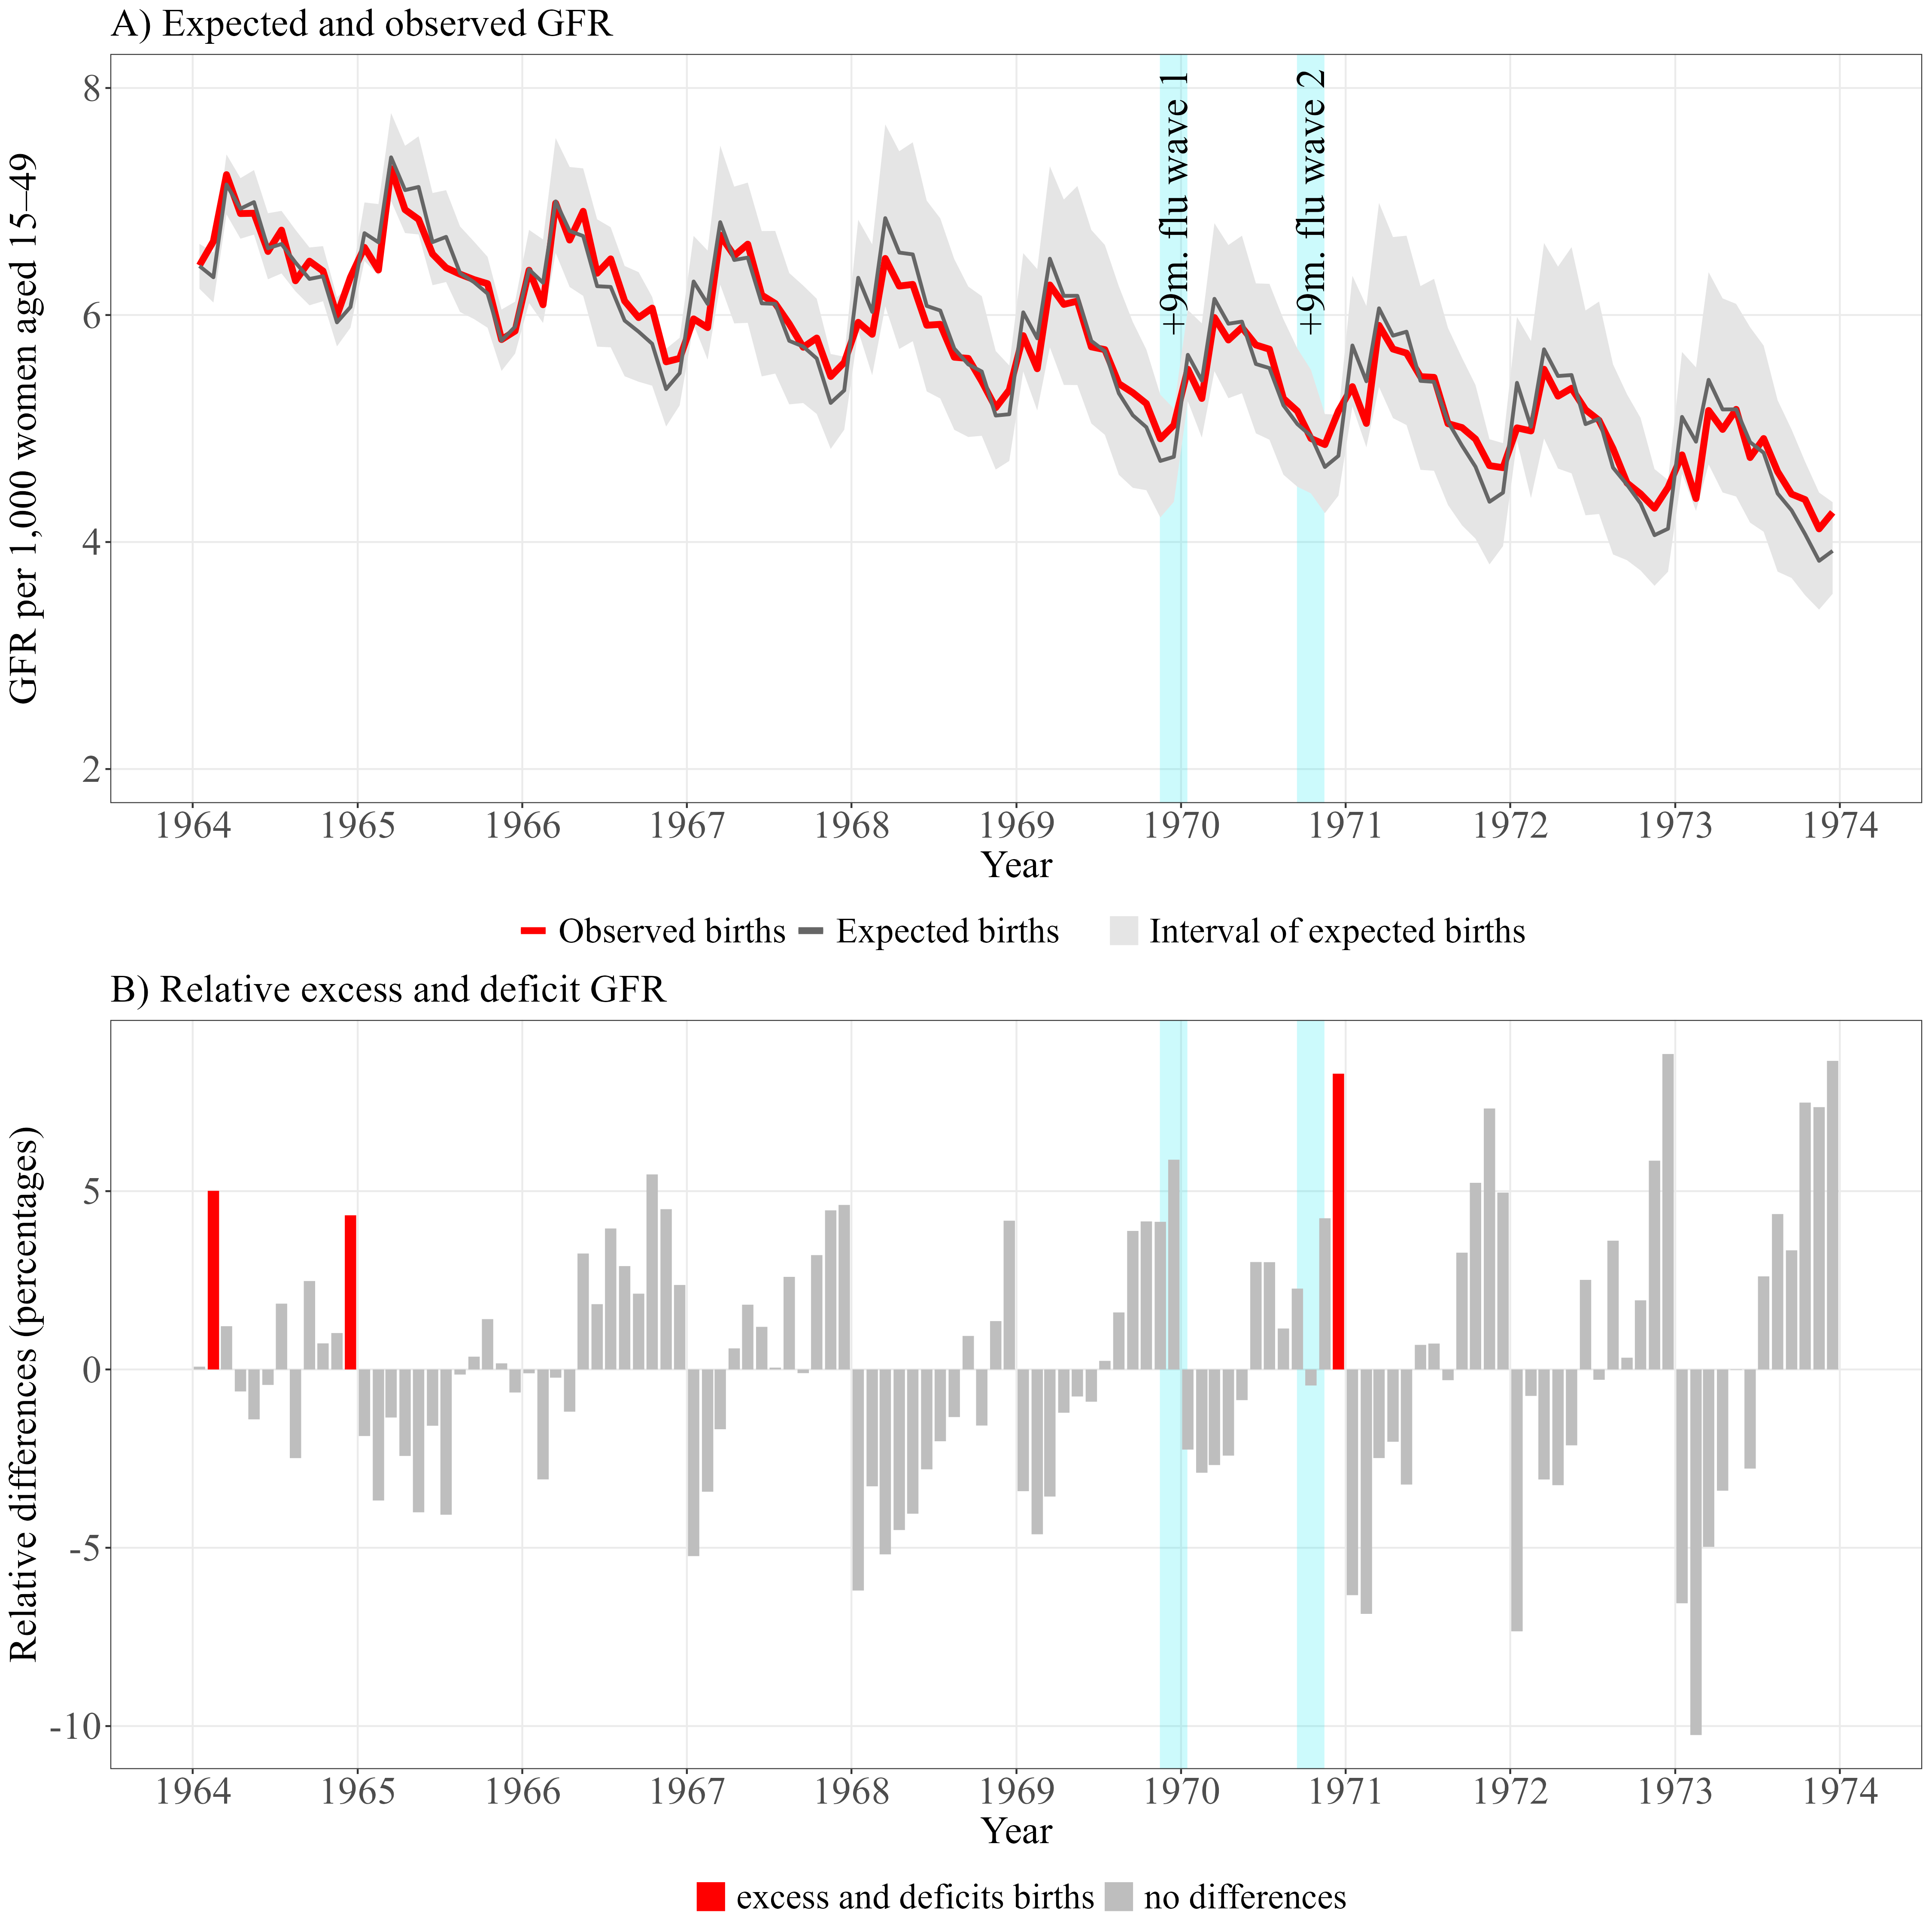 A) Expected and observed GFR
GFR per 1,000 women aged 15–49
8
6
4
2
+9m. flu wave 1
+9m. flu wave 2
1964 1965 1966 1967 1968 1969 1970 1971 1972 1973 1974
Year
Observed births Expected births Interval of expected births
B) Relative excess and deficit GFR
Relative differences (percentages)
5
0
-5
-10
1964 1965 1966 1967 1968 1969 1970 1971 1972 1973 1974
Year
excess and deficits births no differences